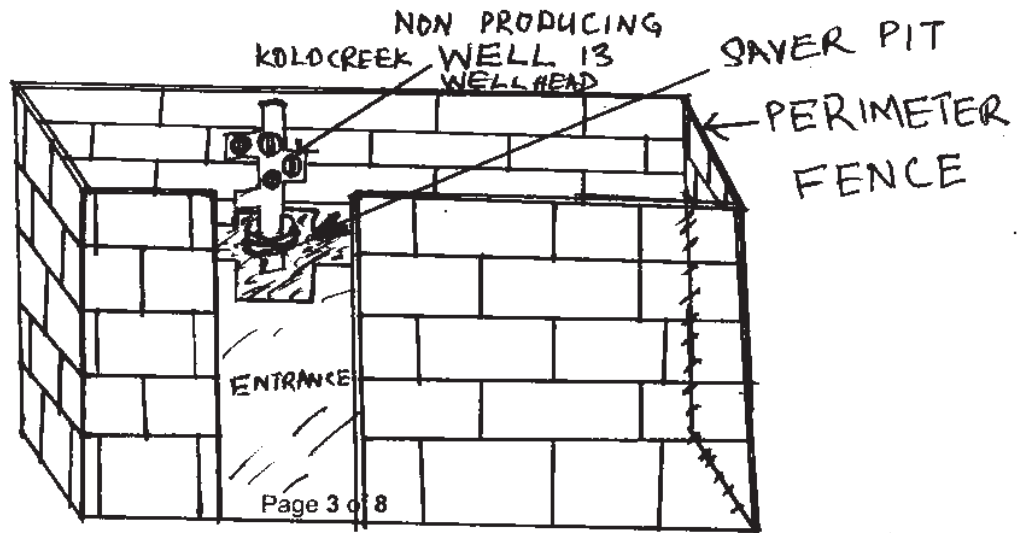 NON PRODUCING
KOLOCREEK WELL 13
WELLHEAD
SAVER PIT
PERIMETER
FENCE
ENTRANCE
Page 3 of 8